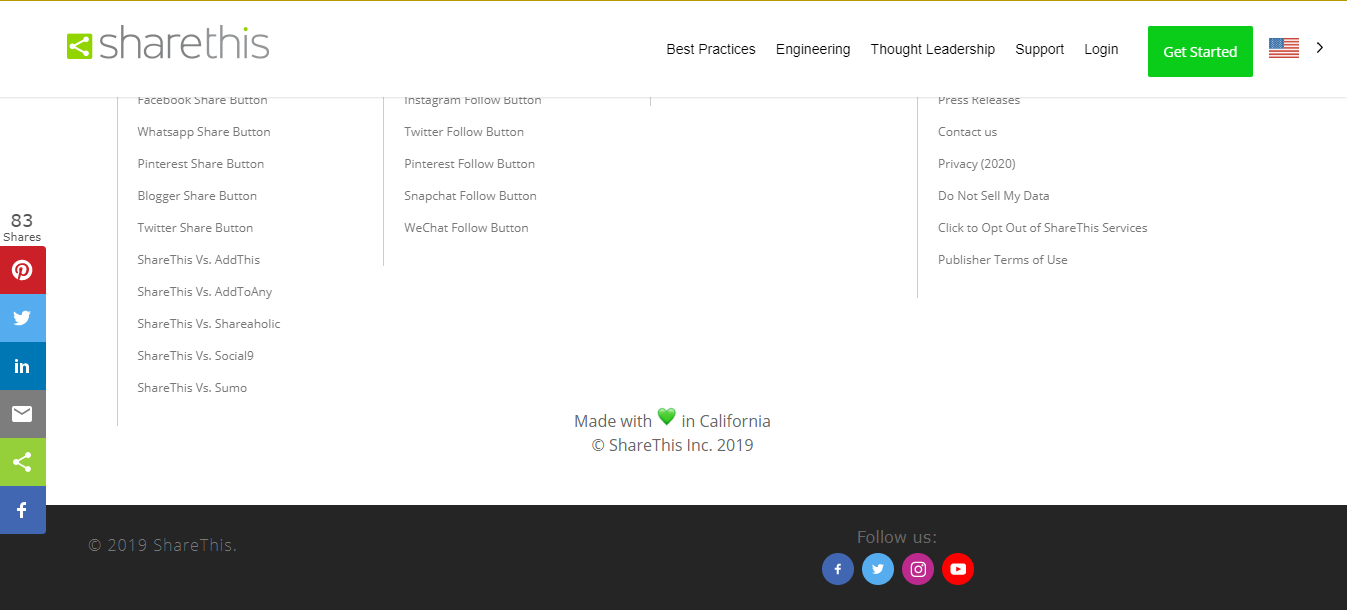 sharethis
Best Practices
Engineering
Thought Leadership
Support
Login
Get Started
Facebook Share Button
Whatsapp Share Button
Pinterest Share Button
Blogger Share Button
Twitter Share Button
ShareThis Vs. AddThis
ShareThis Vs. AddToAny
ShareThis Vs. Shareaholic
ShareThis Vs. Social9
ShareThis Vs. Sumo
Instagram Follow Button
Twitter Follow Button
Pinterest Follow Button
Snapchat Follow Button
WeChat Follow Button
Press Releases
Contact us
Privacy (2020)
Do Not Sell My Data
Click to Opt Out of ShareThis Services
Publisher Terms of Use
83
Shares
in
Made with 💚 in California
© ShareThis Inc. 2019
© 2019 ShareThis.
Follow us: